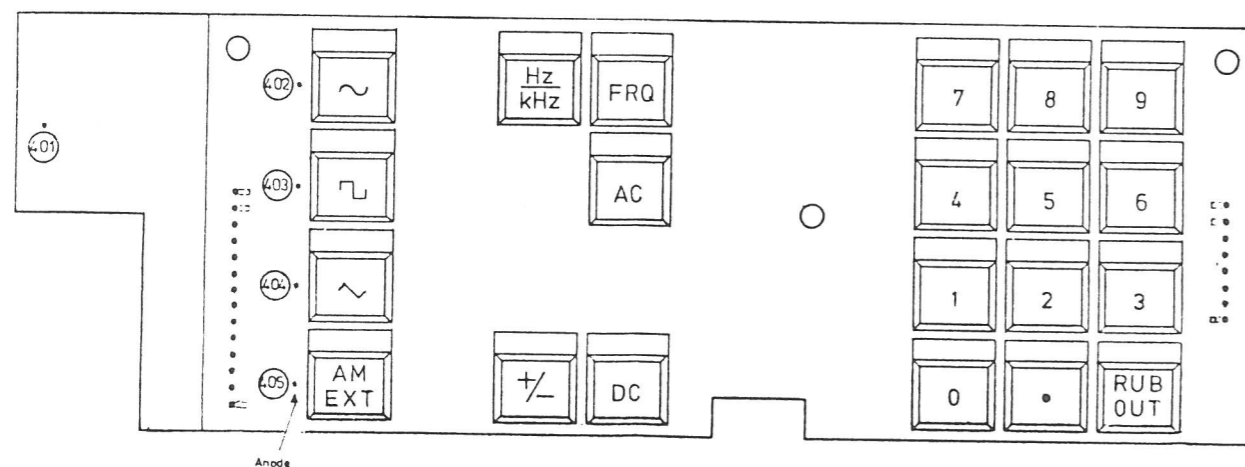 402 Hz FRQ 7 8 9
kHz
401
403 AC 4 5 6
404 1 2 3
405 AM +/- DC 0 . RUB
EXT OUT
Anode